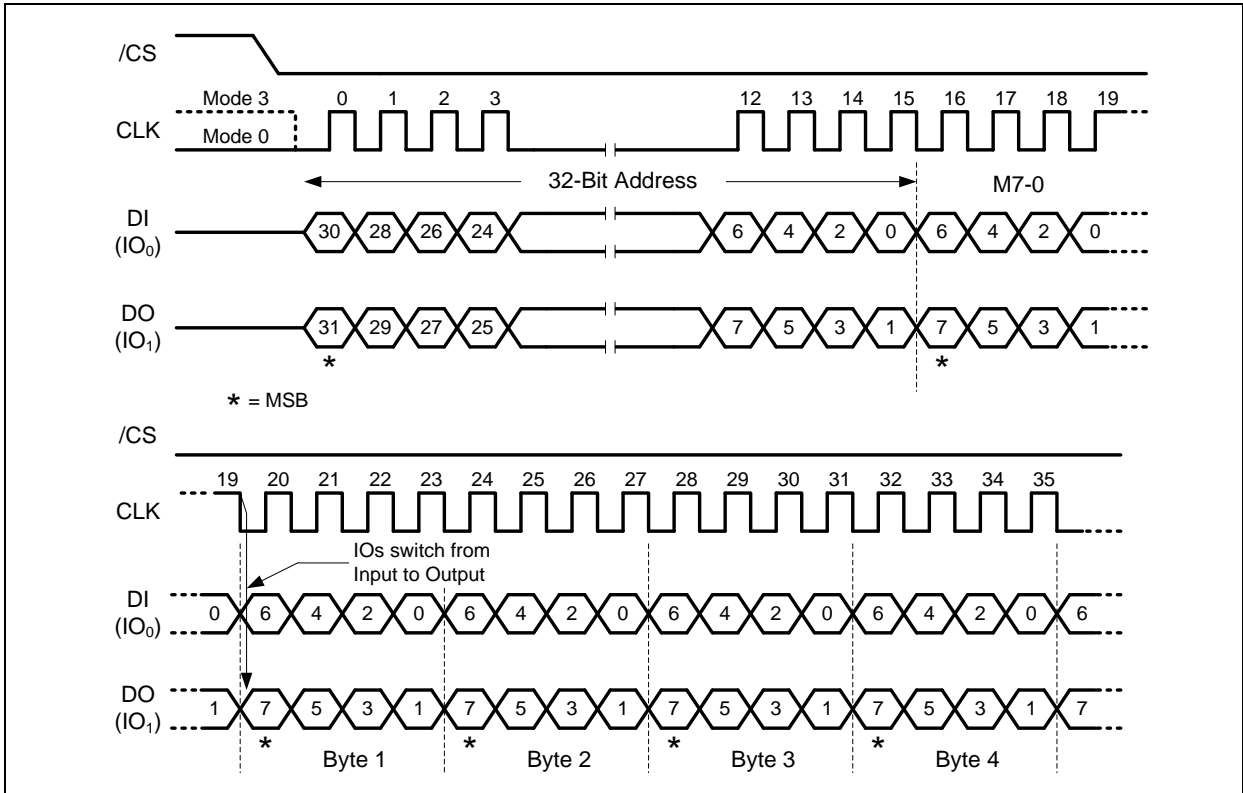 /CS
Mode 3 0 1 2 3 12 13 14 15 16 17 18 19
CLK
Mode 0
32-Bit Address M7-0
DI
(IO₀)
30 28 26 24 6 4 2 0 6 4 2 0
DO
(IO₁)
31 29 27 25 7 5 3 1 7 5 3 1
* *
* = MSB
/CS
19 20 21 22 23 24 25 26 27 28 29 30 31 32 33 34 35
CLK
IOs switch from
Input to Output
DI
(IO₀)
0 6 4 2 0 6 4 2 0 6 4 2 0 6 4 2 0 6
DO
(IO₁)
1 7 5 3 1 7 5 3 1 7 5 3 1 7 5 3 1 7
* * * *
Byte 1 Byte 2 Byte 3 Byte 4